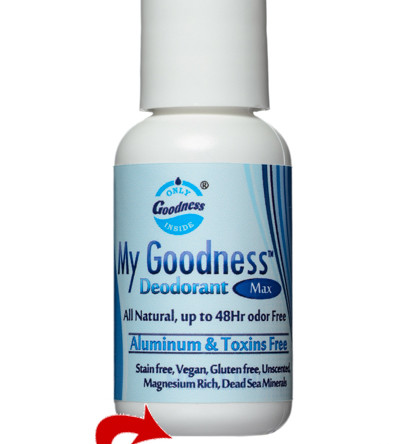 ONLY
®
Goodness
INSIDE
My Goodness™
Deodorant Max
All Natural, up to 48Hr odor Free
Aluminum & Toxins Free
Stain free, Vegan, Gluten free, Unscented,
Magnesium Rich, Dead Sea Minerals